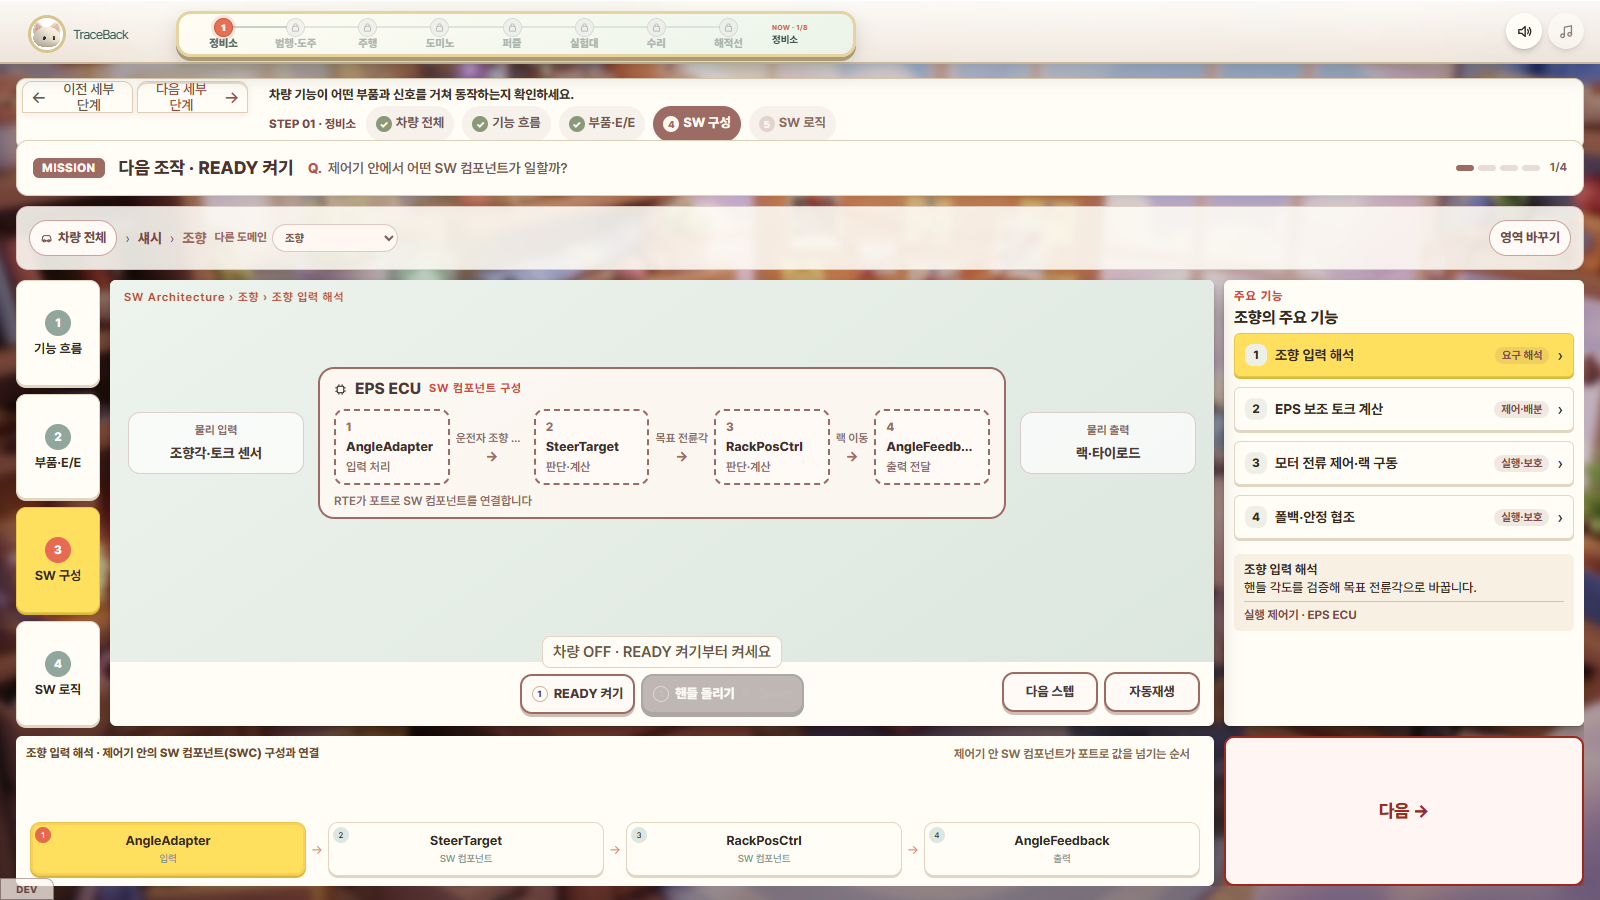 TraceBack
1
정비소
범행·도주
주행
도미노
퍼즐
실험대
수리
해적선
NOW · 1/8
정비소
← 이전 세부 단계
다음 세부 단계 →
차량 기능이 어떤 부품과 신호를 거쳐 동작하는지 확인하세요.
STEP 01 · 정비소
차량 전체
기능 흐름
부품·E/E
4 SW 구성
5 SW 로직
MISSION 다음 조작 · READY 켜기 Q. 제어기 안에서 어떤 SW 컴포넌트가 일할까?
1/4
차량 전체 › 섀시 › 조향 다른 도메인 조향
영역 바꾸기
1
기능 흐름
2
부품·E/E
3
SW 구성
4
SW 로직
SW Architecture › 조향 › 조향 입력 해석
물리 입력
조향각·토크 센서
EPS ECU SW 컴포넌트 구성
1
AngleAdapter
입력 처리
운전자 조향 ...
→
2
SteerTarget
판단·계산
목표 전륜각
→
3
RackPosCtrl
판단·계산
랙 이동
→
4
AngleFeedb...
출력 전달
RTE가 포트로 SW 컴포넌트를 연결합니다
물리 출력
랙·타이로드
차량 OFF · READY 켜기부터 켜세요
1 READY 켜기
핸들 돌리기
다음 스텝
자동재생
주요 기능
조향의 주요 기능
1 조향 입력 해석 요구 해석 ›
2 EPS 보조 토크 계산 제어·배분 ›
3 모터 전류 제어·랙 구동 실행·보호 ›
4 폴백·안정 협조 실행·보호 ›
조향 입력 해석
핸들 각도를 검증해 목표 전륜각으로 바꿉니다.
실행 제어기 · EPS ECU
조향 입력 해석 · 제어기 안의 SW 컴포넌트(SWC) 구성과 연결
제어기 안 SW 컴포넌트가 포트로 값을 넘기는 순서
1
AngleAdapter
입력
→
2
SteerTarget
SW 컴포넌트
→
3
RackPosCtrl
SW 컴포넌트
→
4
AngleFeedback
출력
다음 →
DEV